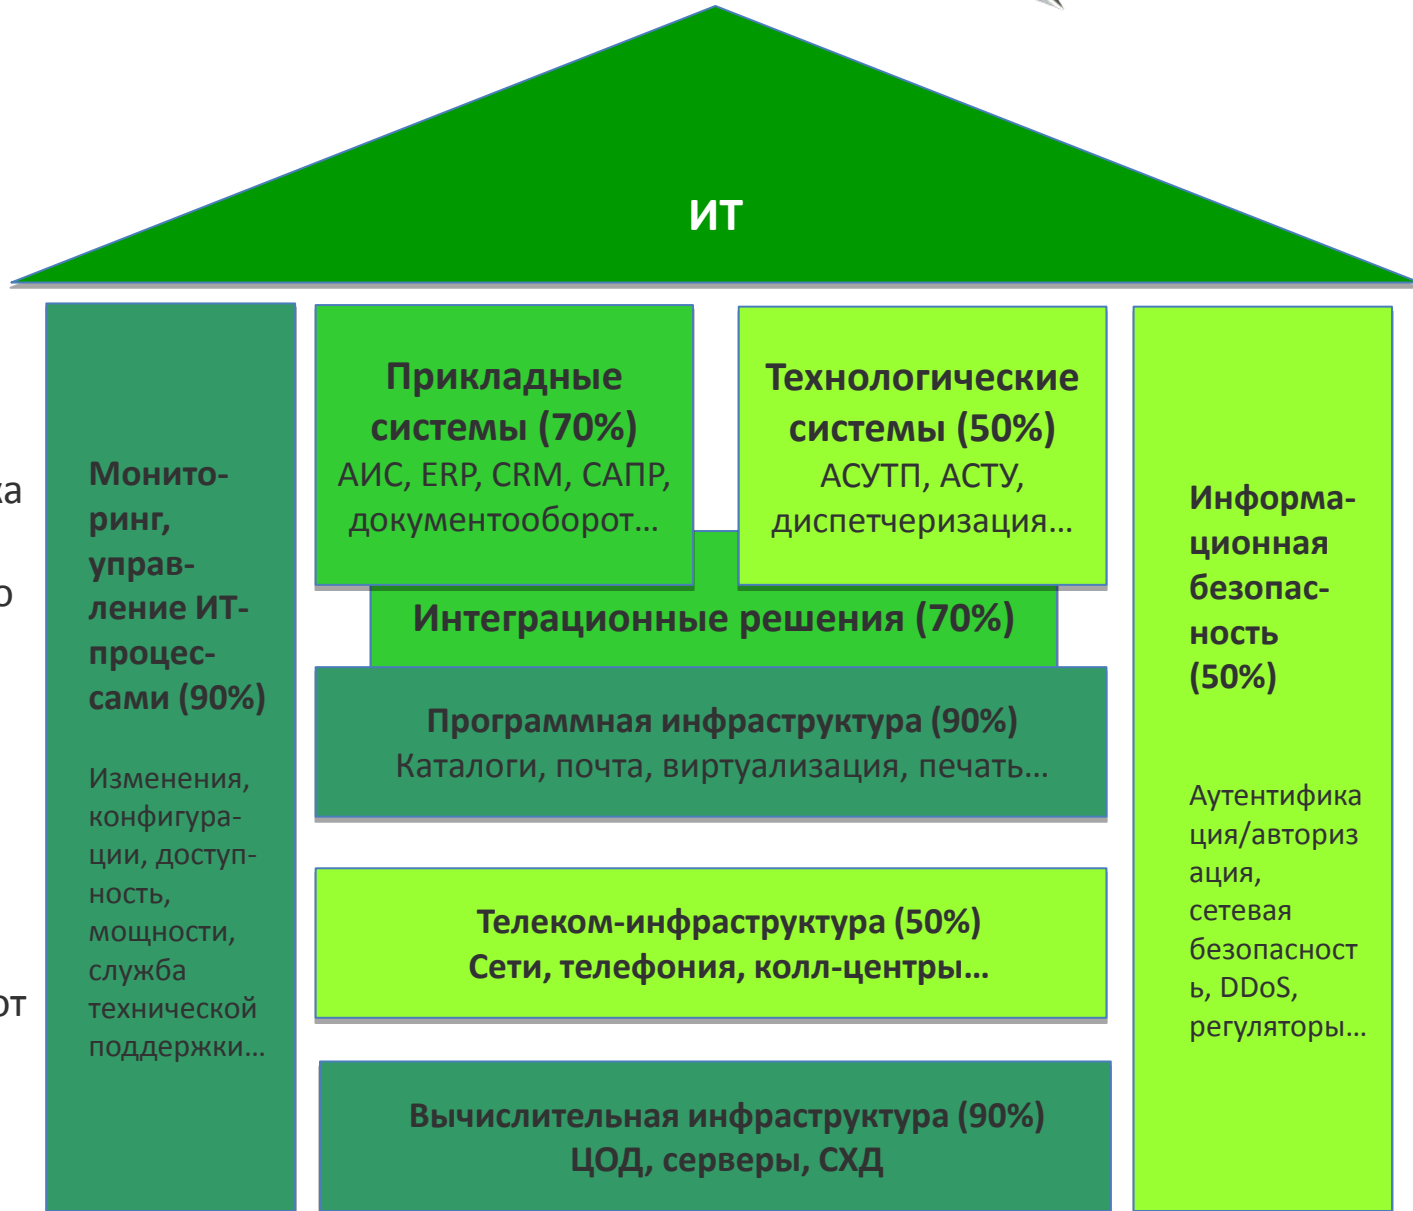 ИТ
ка
о
от
Монито-
ринг,
управ-
ление ИТ-
процес-
сами (90%)
Изменения,
конфигура-
ции, доступ-
ность,
мощности,
служба
технической
поддержки...
Прикладные
системы (70%)
АИС, ERP, CRM, САПР,
документооборот...
Технологические
системы (50%)
АСУТП, АСТУ,
диспетчеризация...
Интеграционные решения (70%)
Программная инфраструктура (90%)
Каталоги, почта, виртуализация, печать...
Телеком-инфраструктура (50%)
Сети, телефония, колл-центры...
Вычислительная инфраструктура (90%)
ЦОД, серверы, СХД
Информа-
ционная
безопас-
ность
(50%)
Аутентифика
ция/авториз
ация,
сетевая
безопасност
ь, DDoS,
регуляторы...